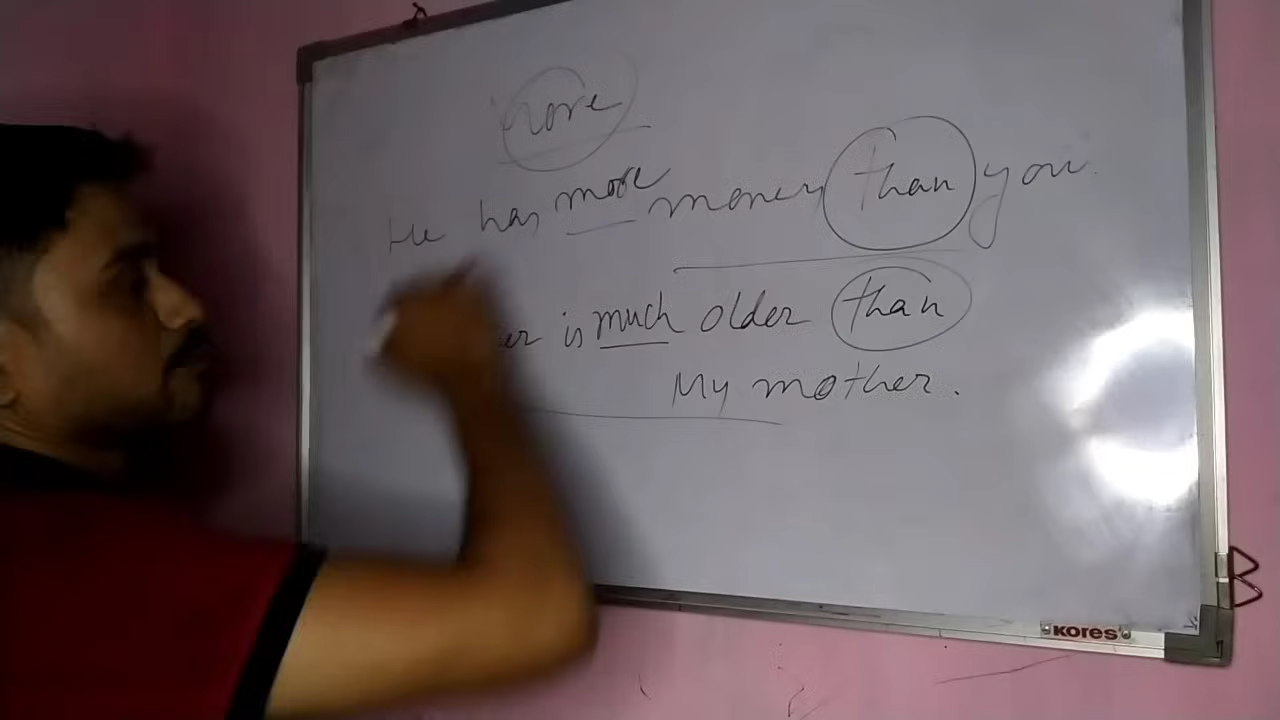 more
He has more money than you.
is much older than
My mother.
KORES